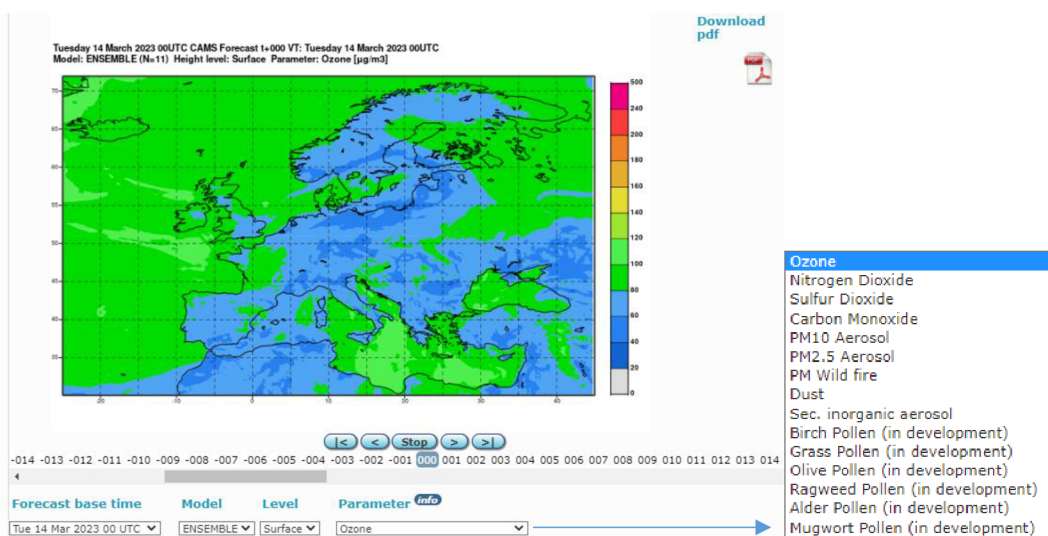 Download
pdf
PDF
Tuesday 14 March 2023 00UTC CAMS Forecast t+000 VT: Tuesday 14 March 2023 00UTC
Model: ENSEMBLE (N=11) Height level: Surface Parameter: Ozone [µg/m3]
500
240
200
180
160
140
120
100
80
60
40
20
0
70
65
60
55
50
45
40
35
-20 -10 0 10 20 30 40
|< < Stop > >|
-014 -013 -012 -011 -010 -009 -008 -007 -006 -005 -004 -003 -002 -001 000 001 002 003 004 005 006 007 008 009 010 011 012 013 014
Forecast base time Model Level Parameter info
Tue 14 Mar 2023 00 UTC ENSEMBLE Surface Ozone
Ozone
Nitrogen Dioxide
Sulfur Dioxide
Carbon Monoxide
PM10 Aerosol
PM2.5 Aerosol
PM Wild fire
Dust
Sec. inorganic aerosol
Birch Pollen (in development)
Grass Pollen (in development)
Olive Pollen (in development)
Ragweed Pollen (in development)
Alder Pollen (in development)
Mugwort Pollen (in development)